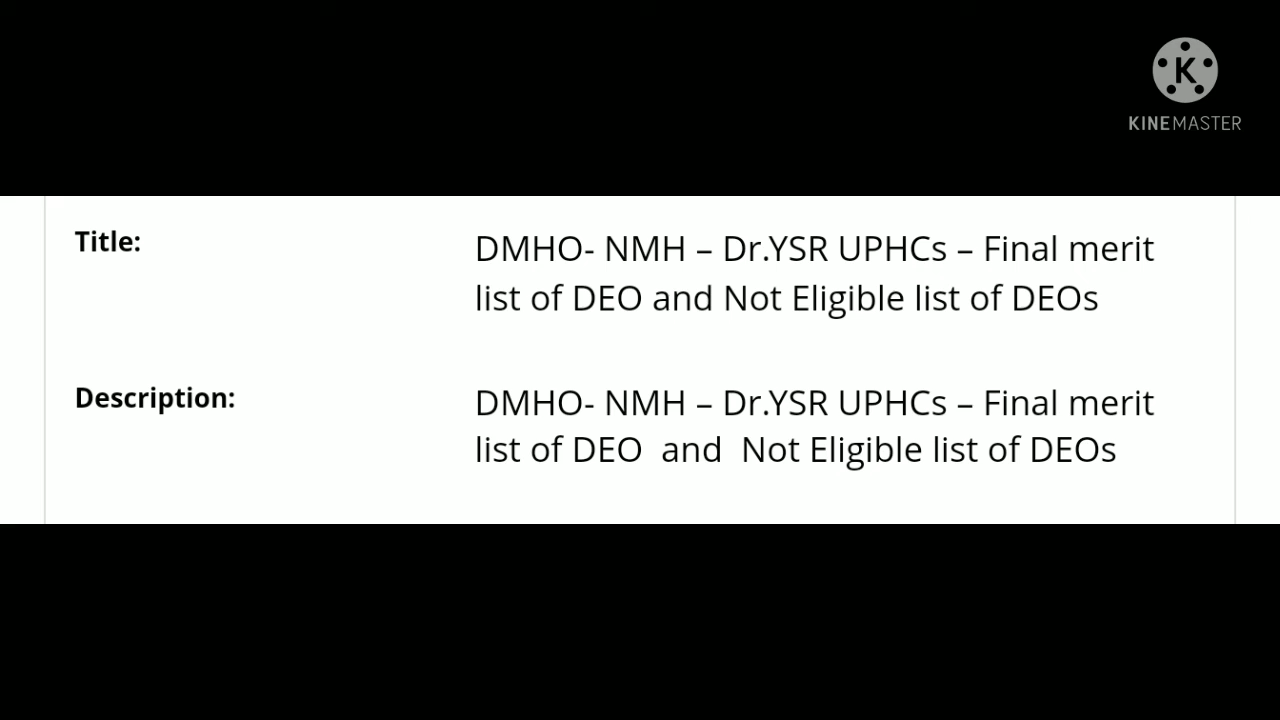 K
KINEMASTER
Title:
DMHO- NMH – Dr.YSR UPHCs – Final merit
list of DEO and Not Eligible list of DEOs
Description:
DMHO- NMH – Dr.YSR UPHCs – Final merit
list of DEO  and  Not Eligible list of DEOs